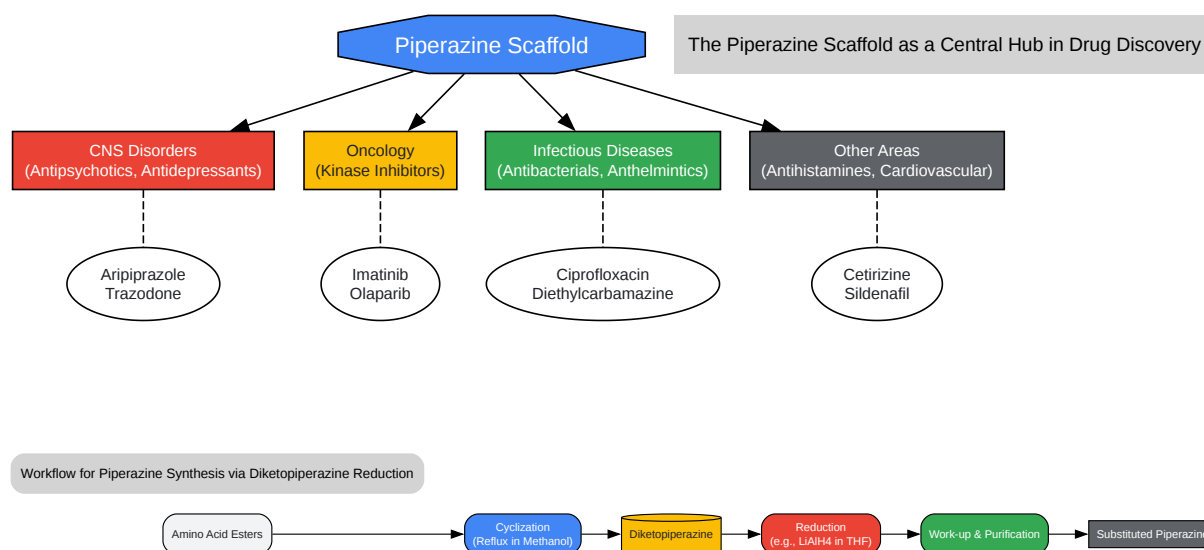 Piperazine Scaffold
The Piperazine Scaffold as a Central Hub in Drug Discovery
CNS Disorders
(Antipsychotics, Antidepressants)
Oncology
(Kinase Inhibitors)
Infectious Diseases
(Antibacterials, Anthelmintics)
Other Areas
(Antihistamines, Cardiovascular)
Aripiprazole
Trazodone
Imatinib
Olaparib
Ciprofloxacin
Diethylcarbamazine
Cetirizine
Sildenafil
Workflow for Piperazine Synthesis via Diketopiperazine Reduction
Amino Acid Esters
Cyclization
(Reflux in Methanol)
Diketopiperazine
Reduction
(e.g., LiAlH4 in THF)
Work-up & Purification
Substituted Piperazin